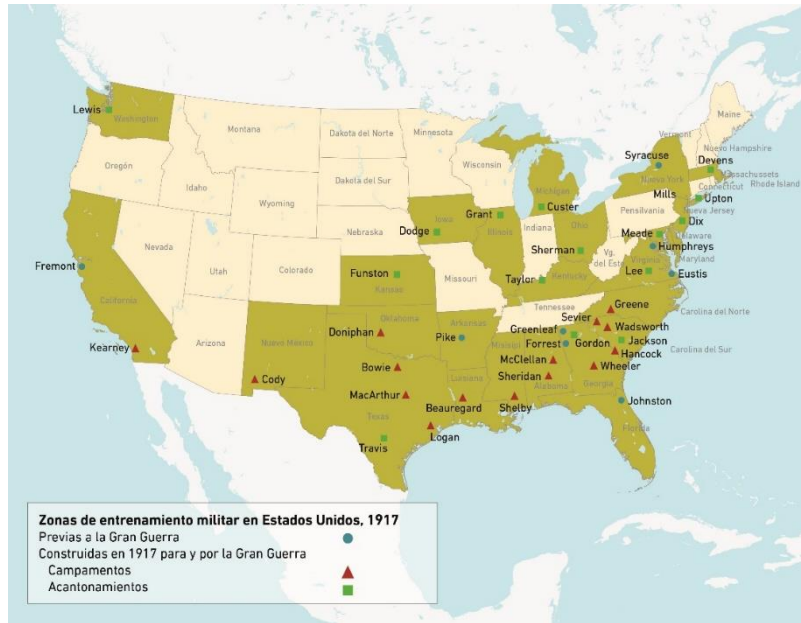 Maine
Lewis
Washington
Montana
Dakota del Norte
Minnesota
Vermont
Nuevo Hampshire
Oregón
Idaho
Wisconsin
Syracuse
Devens
Michigan
Nueva York
Massachussets
Rhode Island
Dakota del Sur
Connecticut
Wyoming
Custer
Mills
Upton
Grant
Iowa
Pensilvania
Nueva Jersey
Dix
Nebraska
Dodge
Ohio
Meade
Delaware
Nevada
Illinois
Indiana
Sherman
Humphreys
Utah
Vg.
del Este
Virginia
Maryland
Fremont
Colorado
Funston
Kansas
Missouri
Taylor
Kentucky
Lee
Eustis
California
Greene
Carolina del Norte
Tennessee
Sevier
Oklahoma
Arkansas
Wadsworth
Doniphan
Greenleaf
Kearney
Arizona
Nuevo México
Pike
Forrest
Gordon
Jackson
Misisipí
Hancock
Carolina del Sur
Bowie
McClellan
Wheeler
Cody
Luisiana
Sheridan
Alabama
Georgia
MacArthur
Texas
Beauregard
Shelby
Johnston
Logan
Florida
Travis
Zonas de entrenamiento militar en Estados Unidos, 1917
Previas a la Gran Guerra
Construidas en 1917 para y por la Gran Guerra
Campamentos
Acantonamientos